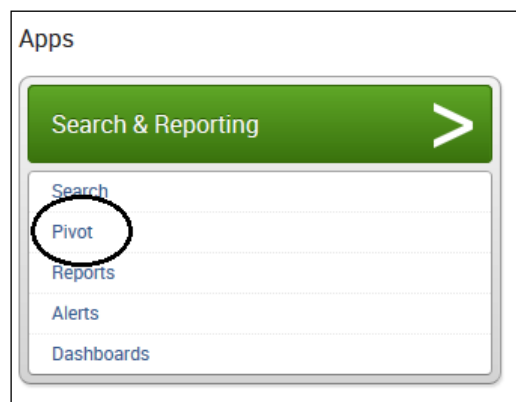 Apps
Search & Reporting
Search
Pivot
Reports
Alerts
Dashboards